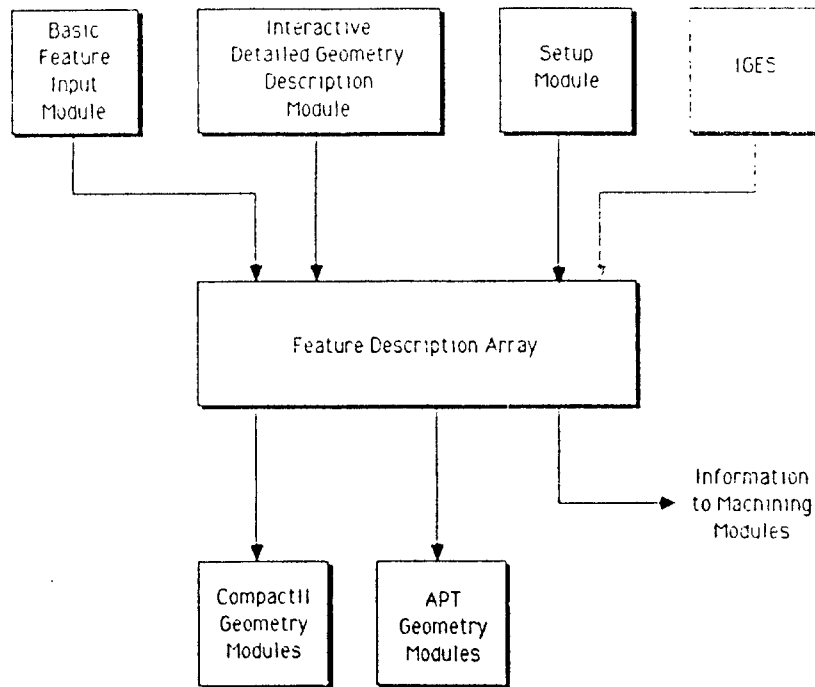 Basic
Feature
Input
Module
Interactive
Detailed Geometry
Description
Module
Setup
Module
IGES
Feature Description Array
Information
to Machining
Modules
CompactII
Geometry
Modules
APT
Geometry
Modules